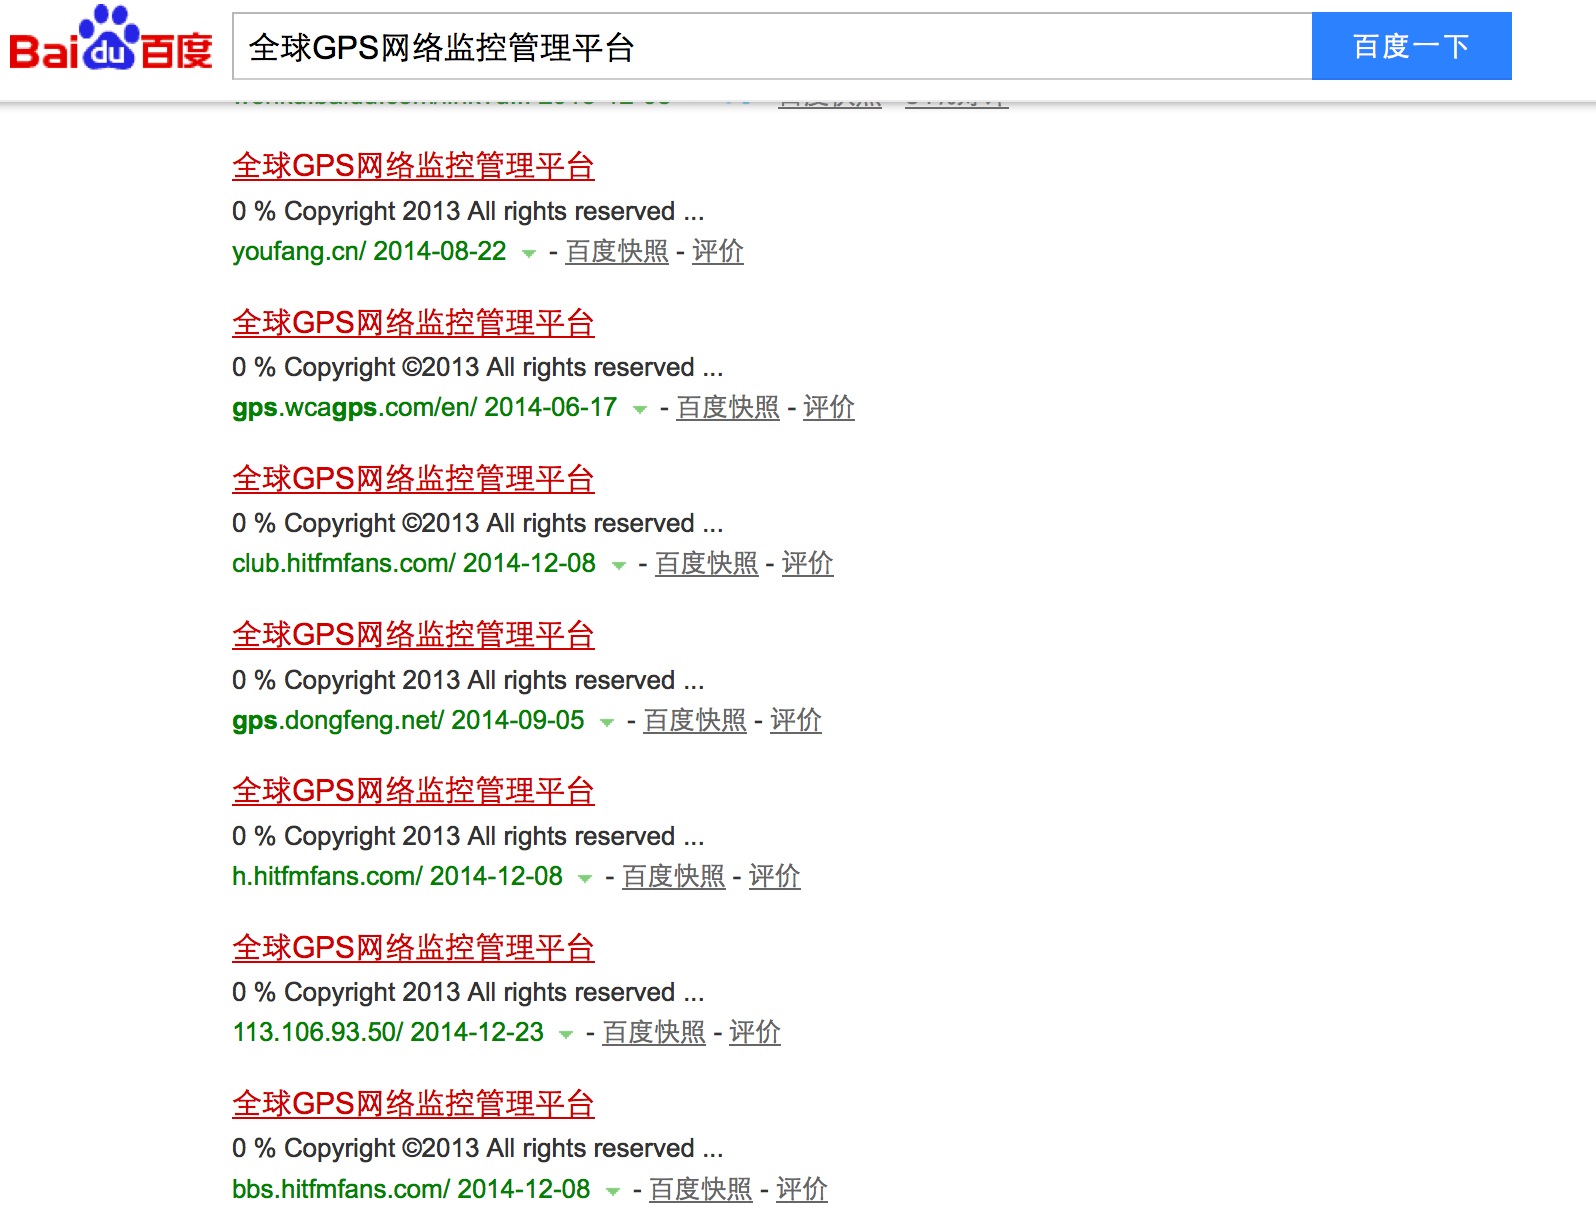 Baidu百度
全球GPS网络监控管理平台
百度一下
全球GPS网络监控管理平台
0 % Copyright 2013 All rights reserved ...
youfang.cn/ 2014-08-22 - 百度快照 - 评价
全球GPS网络监控管理平台
0 % Copyright ©2013 All rights reserved ...
gps.wcagps.com/en/ 2014-06-17 - 百度快照 - 评价
全球GPS网络监控管理平台
0 % Copyright ©2013 All rights reserved ...
club.hitfmfans.com/ 2014-12-08 - 百度快照 - 评价
全球GPS网络监控管理平台
0 % Copyright 2013 All rights reserved ...
gps.dongfeng.net/ 2014-09-05 - 百度快照 - 评价
全球GPS网络监控管理平台
0 % Copyright 2013 All rights reserved ...
h.hitfmfans.com/ 2014-12-08 - 百度快照 - 评价
全球GPS网络监控管理平台
0 % Copyright 2013 All rights reserved ...
113.106.93.50/ 2014-12-23 - 百度快照 - 评价
全球GPS网络监控管理平台
0 % Copyright ©2013 All rights reserved ...
bbs.hitfmfans.com/ 2014-12-08 - 百度快照 - 评价